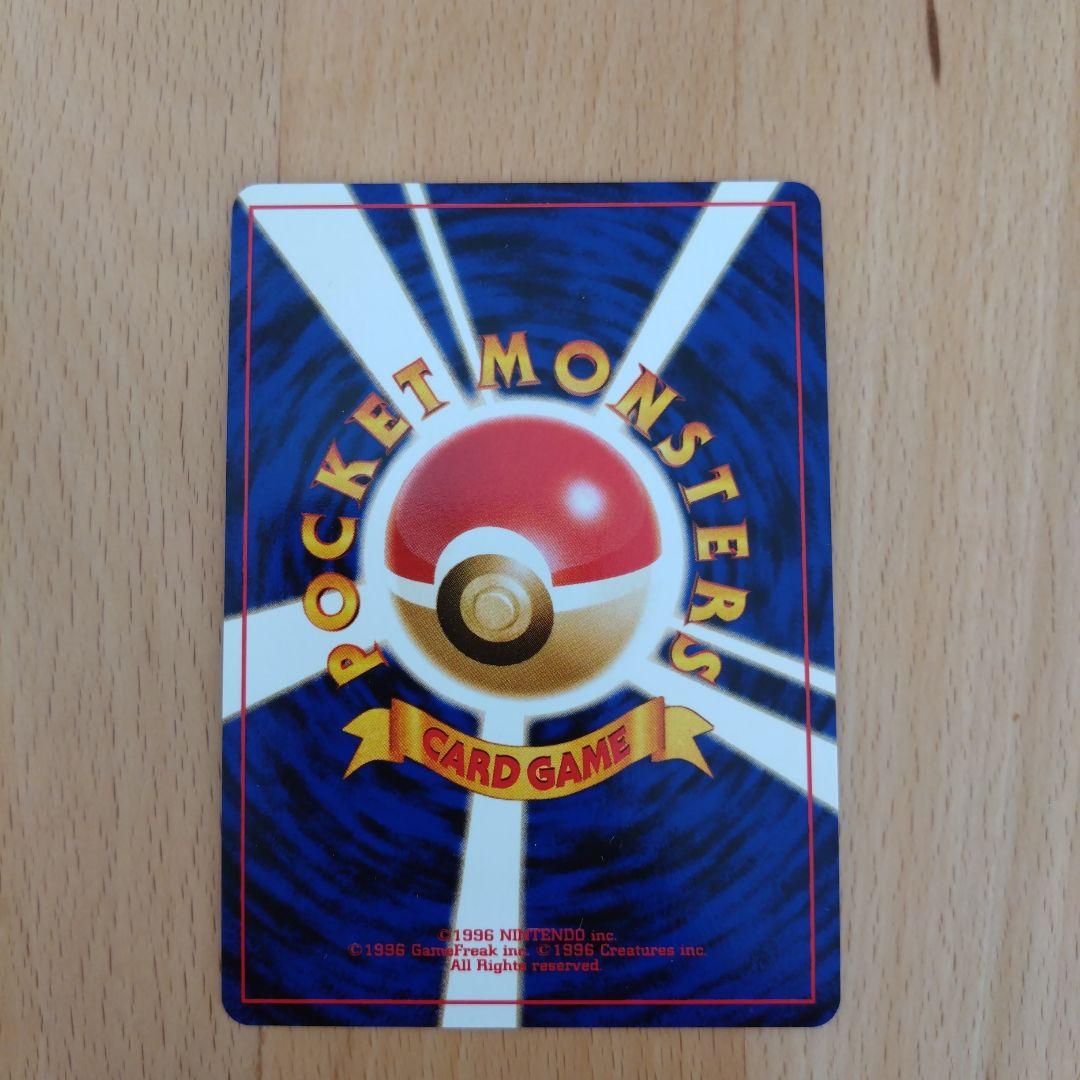 POCKET MONSTERS
CARD GAME
©1996 NINTENDO inc.
©1996 GameFreak inc. ©1996 Creatures inc.
All Rights reserved.